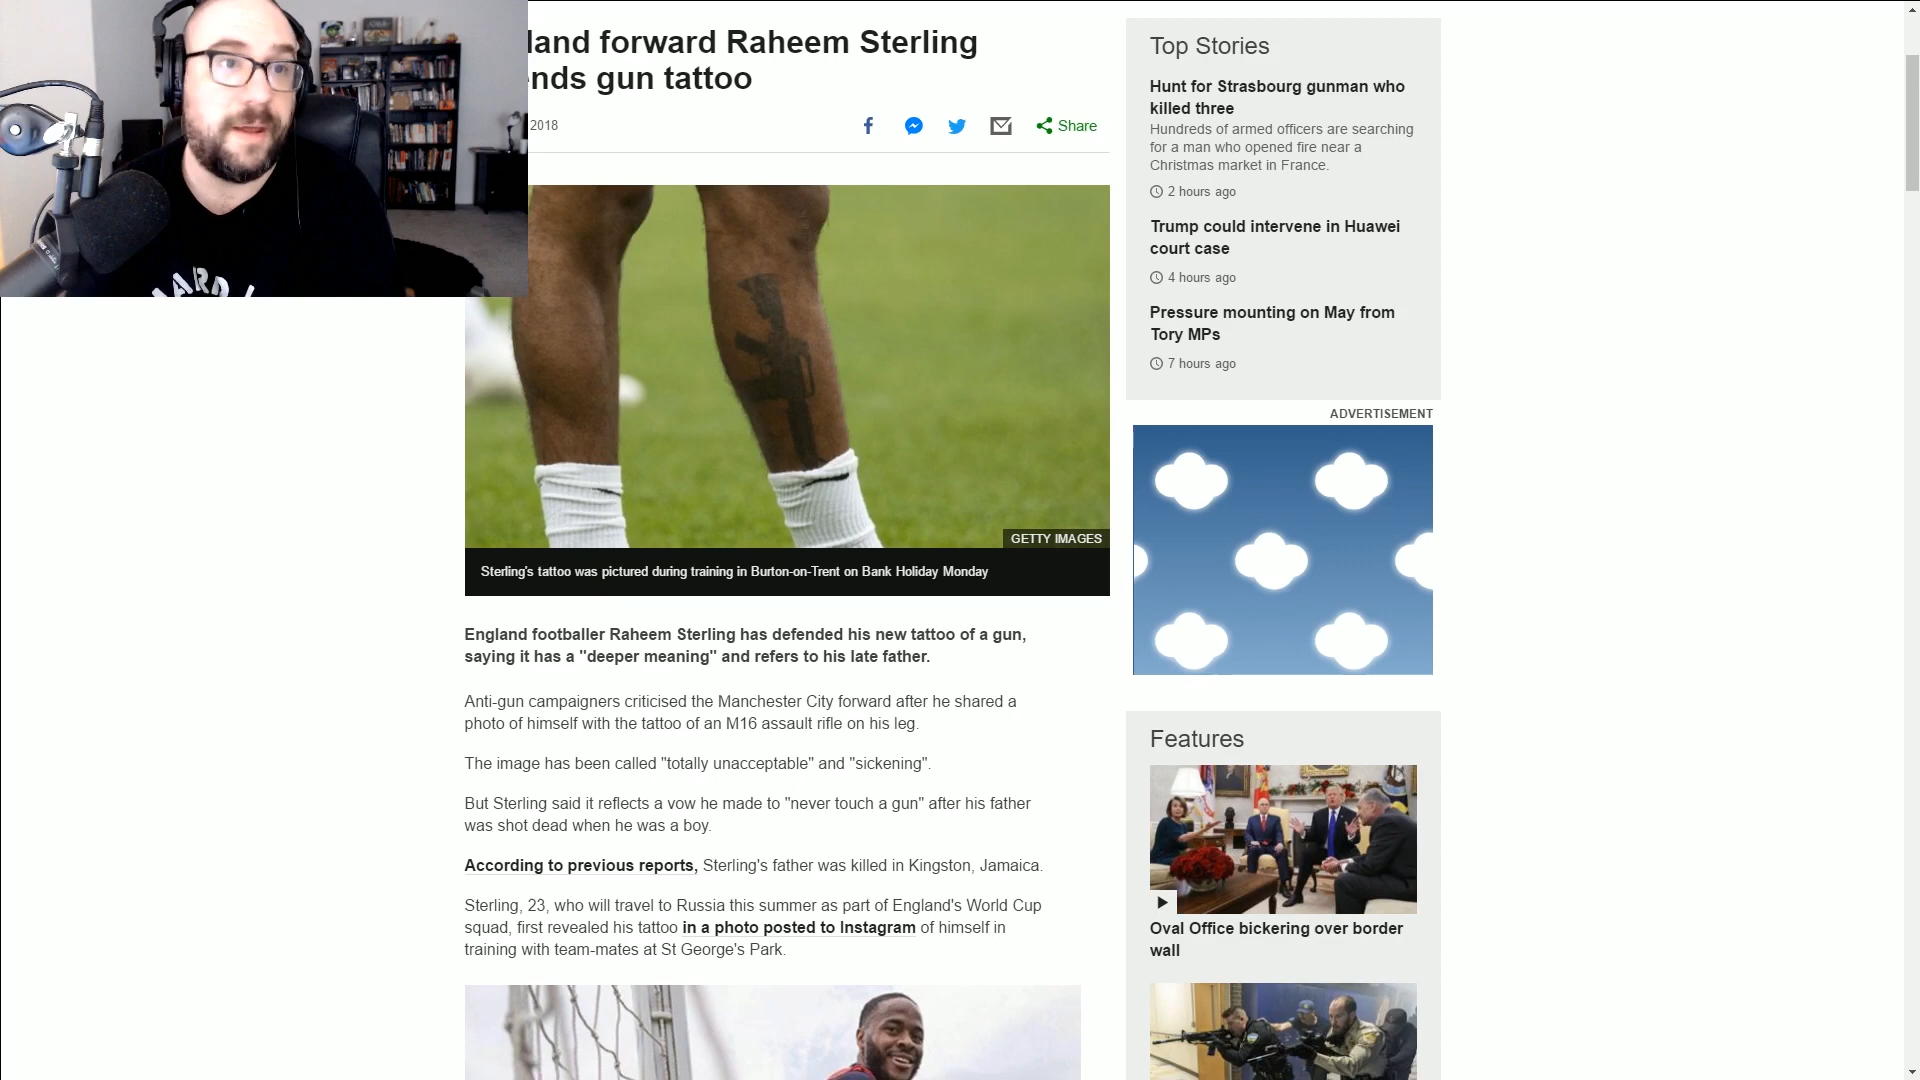 land forward Raheem Sterling
ends gun tattoo
2018
Share
GETTY IMAGES
Sterling's tattoo was pictured during training in Burton-on-Trent on Bank Holiday Monday
England footballer Raheem Sterling has defended his new tattoo of a gun,
saying it has a "deeper meaning" and refers to his late father.
Anti-gun campaigners criticised the Manchester City forward after he shared a
photo of himself with the tattoo of an M16 assault rifle on his leg.
The image has been called "totally unacceptable" and "sickening".
But Sterling said it reflects a vow he made to "never touch a gun" after his father
was shot dead when he was a boy.
According to previous reports, Sterling's father was killed in Kingston, Jamaica.
Sterling, 23, who will travel to Russia this summer as part of England's World Cup
squad, first revealed his tattoo in a photo posted to Instagram of himself in
training with team-mates at St George's Park.
Top Stories
Hunt for Strasbourg gunman who
killed three
Hundreds of armed officers are searching
for a man who opened fire near a
Christmas market in France.
2 hours ago
Trump could intervene in Huawei
court case
4 hours ago
Pressure mounting on May from
Tory MPs
7 hours ago
ADVERTISEMENT
Features
Oval Office bickering over border
wall